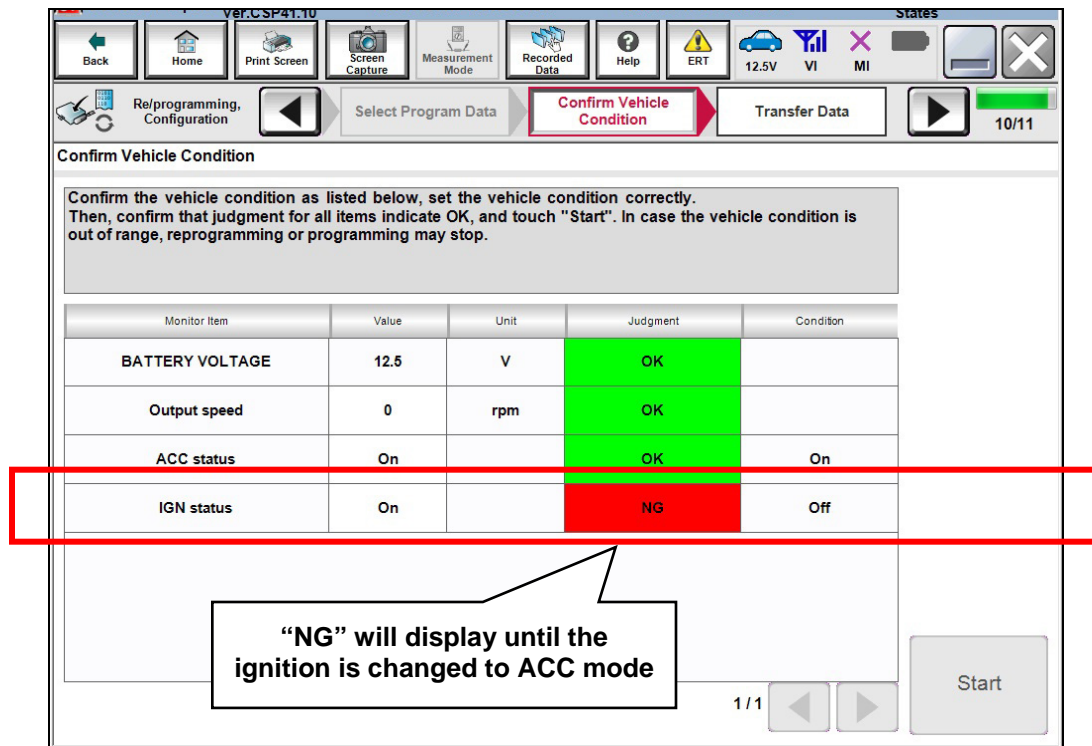 Ver.CSP41.10 States
Back Home Print Screen Screen Capture Measurement Mode Recorded Data Help ERT 12.5V VI MI
Re/programming, Configuration Select Program Data Confirm Vehicle Condition Transfer Data 10/11
Confirm Vehicle Condition
Confirm the vehicle condition as listed below, set the vehicle condition correctly.
Then, confirm that judgment for all items indicate OK, and touch "Start". In case the vehicle condition is
out of range, reprogramming or programming may stop.
Monitor Item Value Unit Judgment Condition
BATTERY VOLTAGE 12.5 V OK
Output speed 0 rpm OK
ACC status On OK On
IGN status On NG Off
“NG” will display until the
ignition is changed to ACC mode
1/1
Start